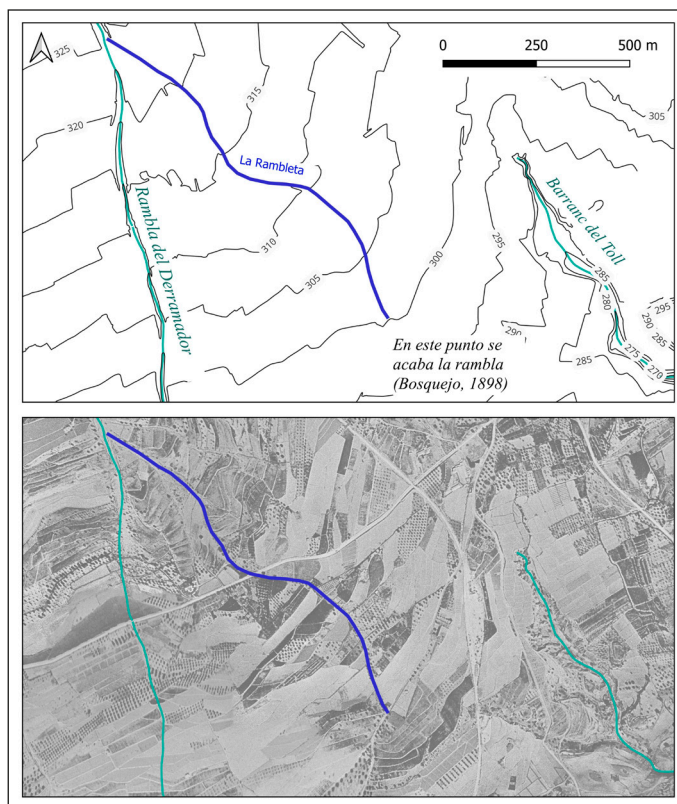 0 250 500 m
325
320
315
310
305
300
305
295
290
285
280
295
290
285
275
270
285
La Rambleta
Rambla del Derramador
Barranc del Toll
En este punto se
acaba la rambla
(Bosquejo, 1898)